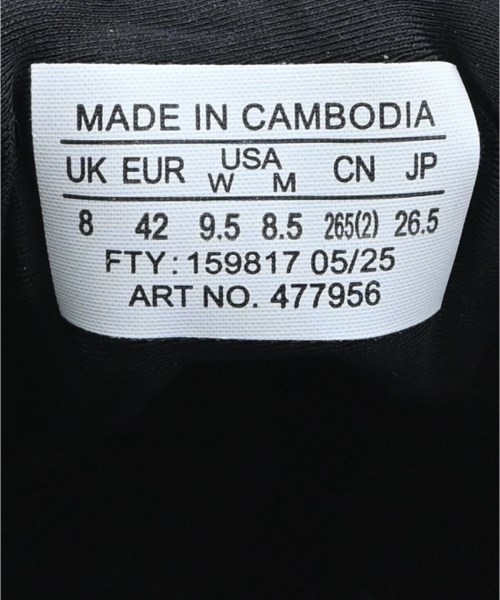 MADE IN CAMBODIA
UK EUR USA CN JP
W M
8 42 9.5 8.5 265(2) 26.5
FTY: 159817 05/25
ART NO. 477956